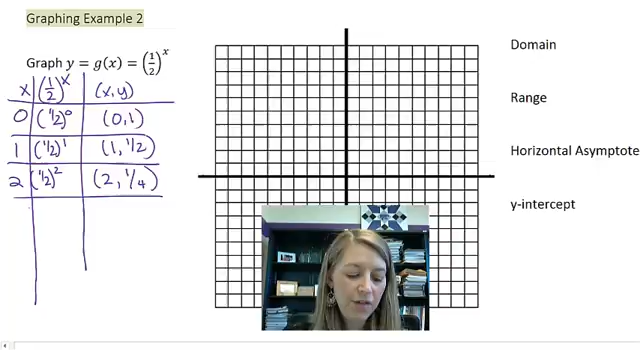 Graphing Example 2
Graph y = g(x) = (1/2)^x
x (1/2)^x (x, y)
0 (1/2)^0 (0, 1)
1 (1/2)^1 (1, 1/2)
2 (1/2)^2 (2, 1/4)
Domain
Range
Horizontal Asymptote
y-intercept